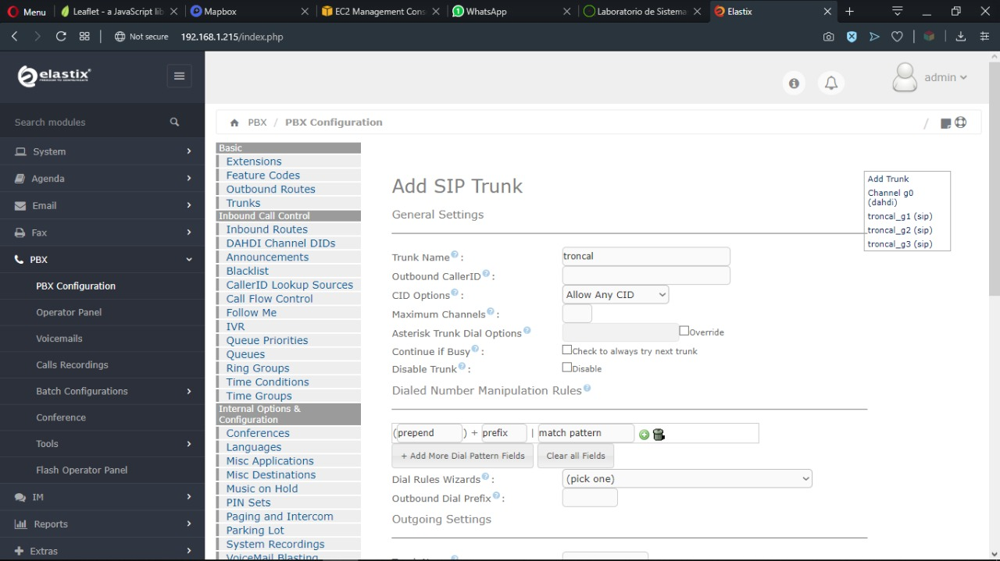 Menu
Leaflet - a JavaScript lib
Mapbox
EC2 Management Cons
WhatsApp
Laboratorio de Sistema
Elastix
Not secure
192.168.1.215/index.php
elastix
FREEDOM TO COMMUNICATE
admin
Search modules
PBX / PBX Configuration
/
System
Agenda
Email
Fax
PBX
PBX Configuration
Operator Panel
Voicemails
Calls Recordings
Batch Configurations
Conference
Tools
Flash Operator Panel
IM
Reports
Extras
Basic
Extensions
Feature Codes
Outbound Routes
Trunks
Inbound Call Control
Inbound Routes
DAHDI Channel DIDs
Announcements
Blacklist
CallerID Lookup Sources
Call Flow Control
Follow Me
IVR
Queue Priorities
Queues
Ring Groups
Time Conditions
Time Groups
Internal Options &
Configuration
Conferences
Languages
Misc Applications
Misc Destinations
Music on Hold
PIN Sets
Paging and Intercom
Parking Lot
System Recordings
VoiceMail Blasting
Add SIP Trunk
General Settings
Trunk Name?: troncal
Outbound CallerID?:
CID Options?: Allow Any CID
Maximum Channels?:
Asterisk Trunk Dial Options? Override
Continue if Busy?: Check to always try next trunk
Disable Trunk?: Disable
Dialed Number Manipulation Rules?
(prepend ) + prefix | match pattern
+ Add More Dial Pattern Fields
Clear all Fields
Dial Rules Wizards?: (pick one)
Outbound Dial Prefix?:
Outgoing Settings
Add Trunk
Channel g0
(dahdi)
troncal_g1 (sip)
troncal_g2 (sip)
troncal_g3 (sip)